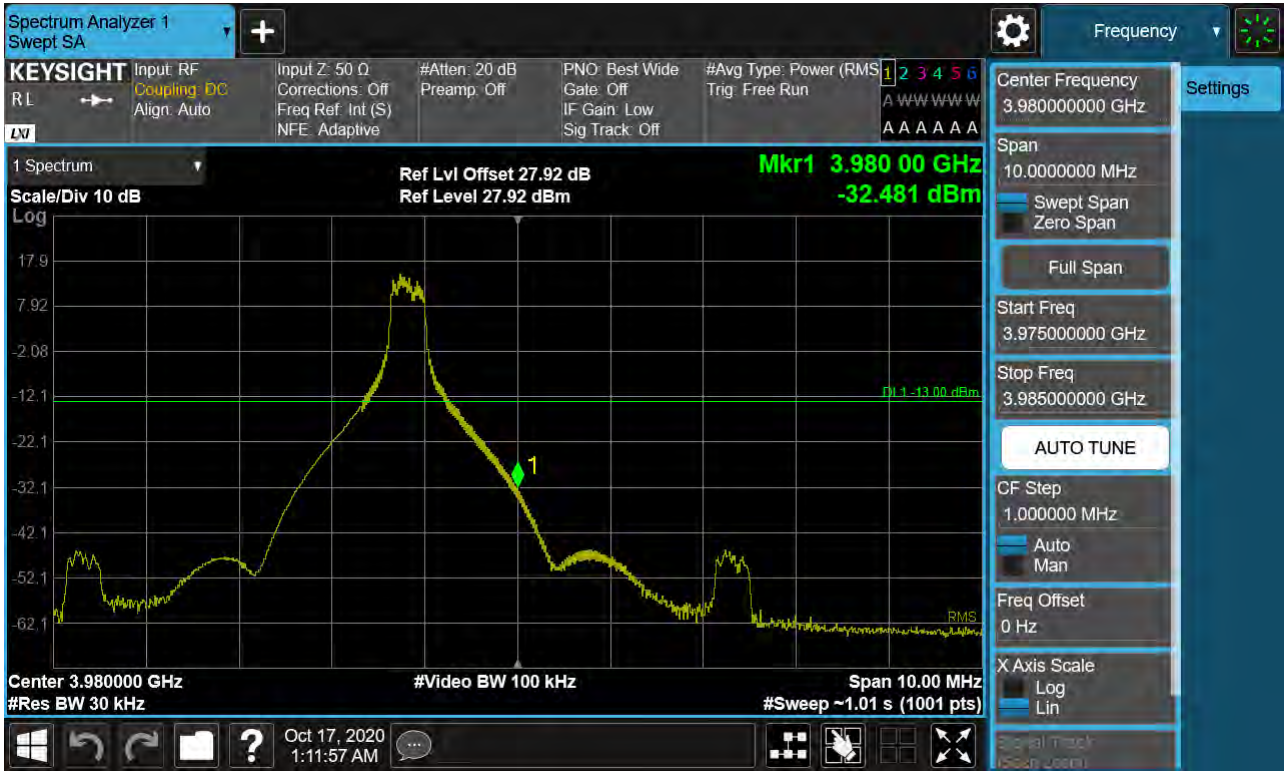 Spectrum Analyzer 1
Swept SA
Frequency
KEYSIGHT
RL
LXI
Input: RF
Coupling: DC
Align: Auto
Input Z: 50 Ω
Corrections: Off
Freq Ref: Int (S)
NFE: Adaptive
#Atten: 20 dB
Preamp: Off
PNO: Best Wide
Gate: Off
IF Gain: Low
Sig Track: Off
#Avg Type: Power (RMS
Trig: Free Run
1 2 3 4 5 6
A W W W W W
A A A A A A
1 Spectrum
Scale/Div 10 dB
Log
Ref Lvl Offset 27.92 dB
Ref Level 27.92 dBm
Mkr1 3.980 00 GHz
-32.481 dBm
17.9
7.92
-2.08
-12.1
DL1 -13.00 dBm
-22.1
1
-32.1
-42.1
-52.1
-62.1
RMS
Center 3.980000 GHz
#Video BW 100 kHz
Span 10.00 MHz
#Res BW 30 kHz
#Sweep ~1.01 s (1001 pts)
Center Frequency
3.980000000 GHz
Settings
Span
10.0000000 MHz
Swept Span
Zero Span
Full Span
Start Freq
3.975000000 GHz
Stop Freq
3.985000000 GHz
AUTO TUNE
CF Step
1.000000 MHz
Auto
Man
Freq Offset
0 Hz
X Axis Scale
Log
Lin
Signal Track
(Span Zoom)
Oct 17, 2020
1:11:57 AM